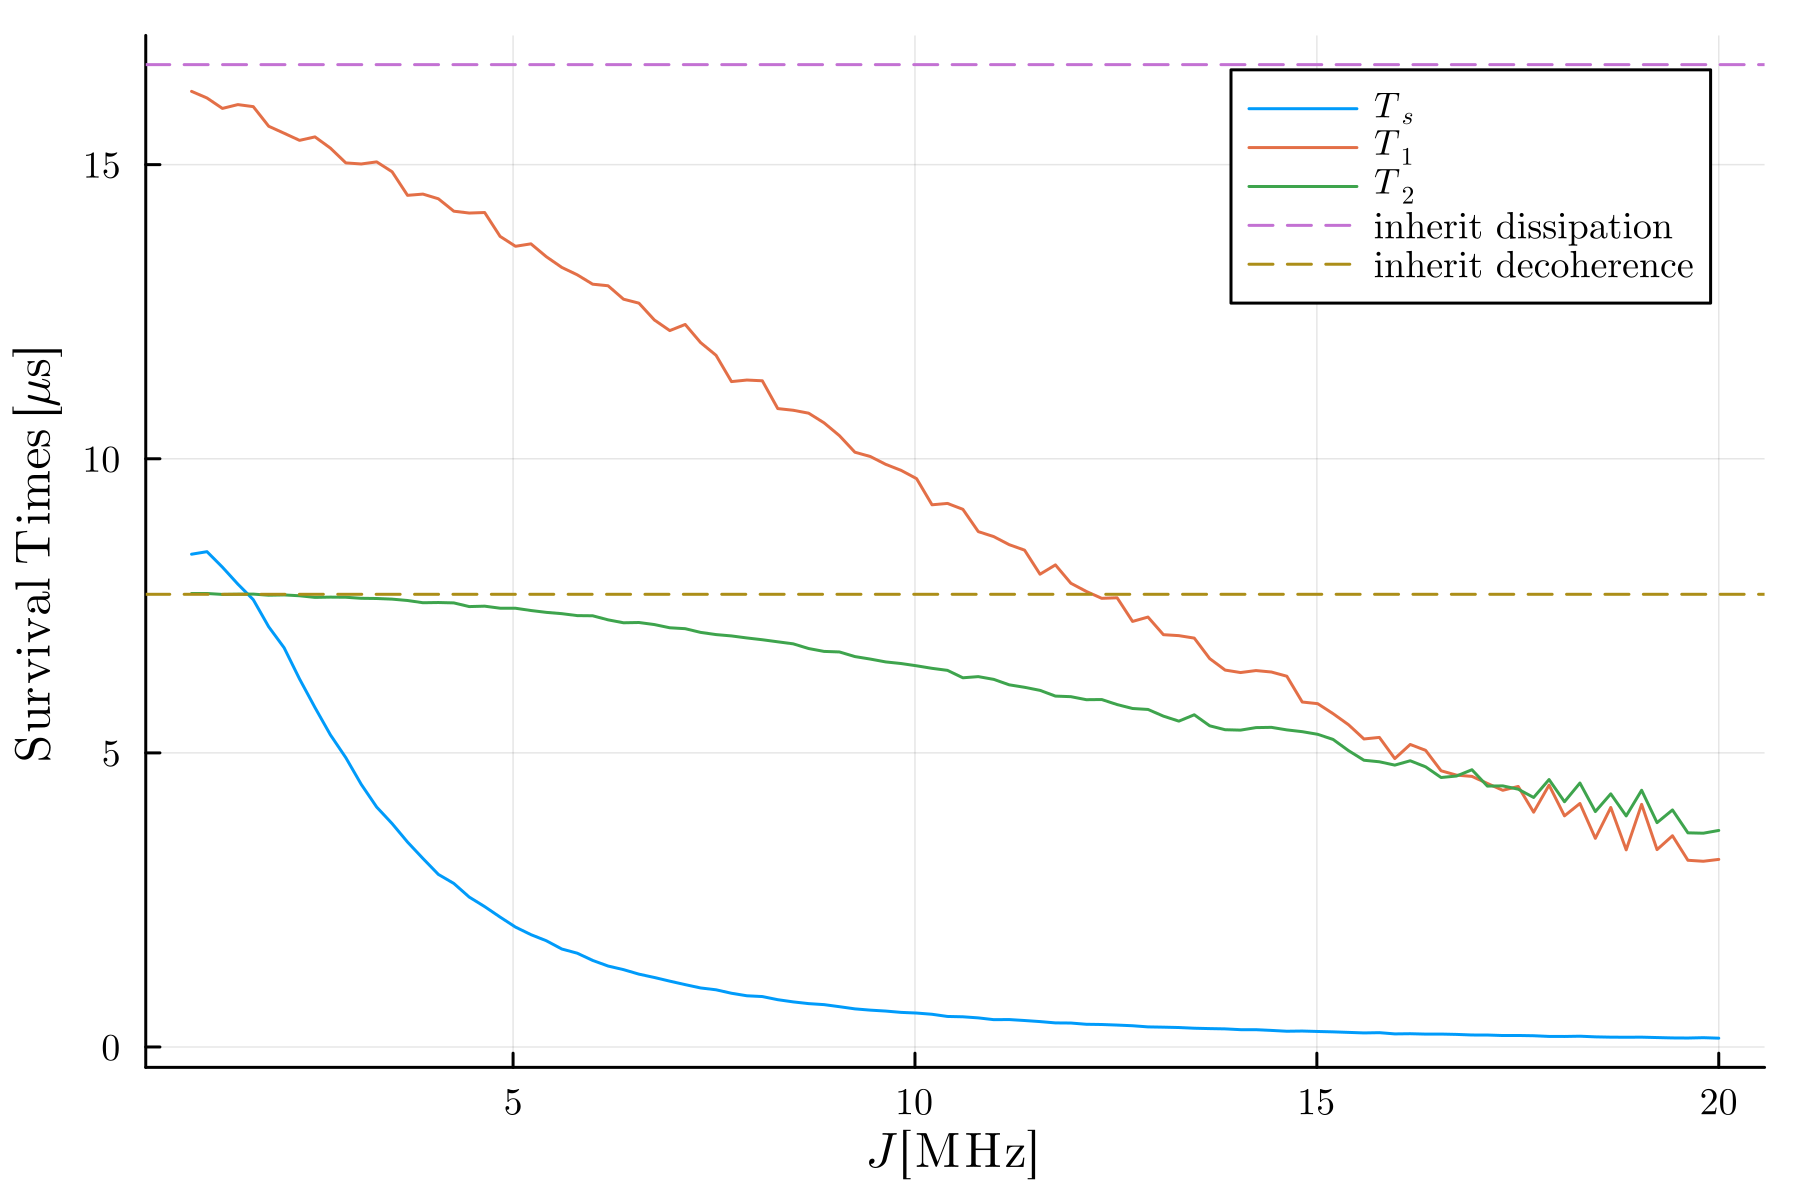 Survival Times [μs]
15
10
5
0
T_s
T_1
T_2
inherit dissipation
inherit decoherence
5
10
15
20
J[MHz]